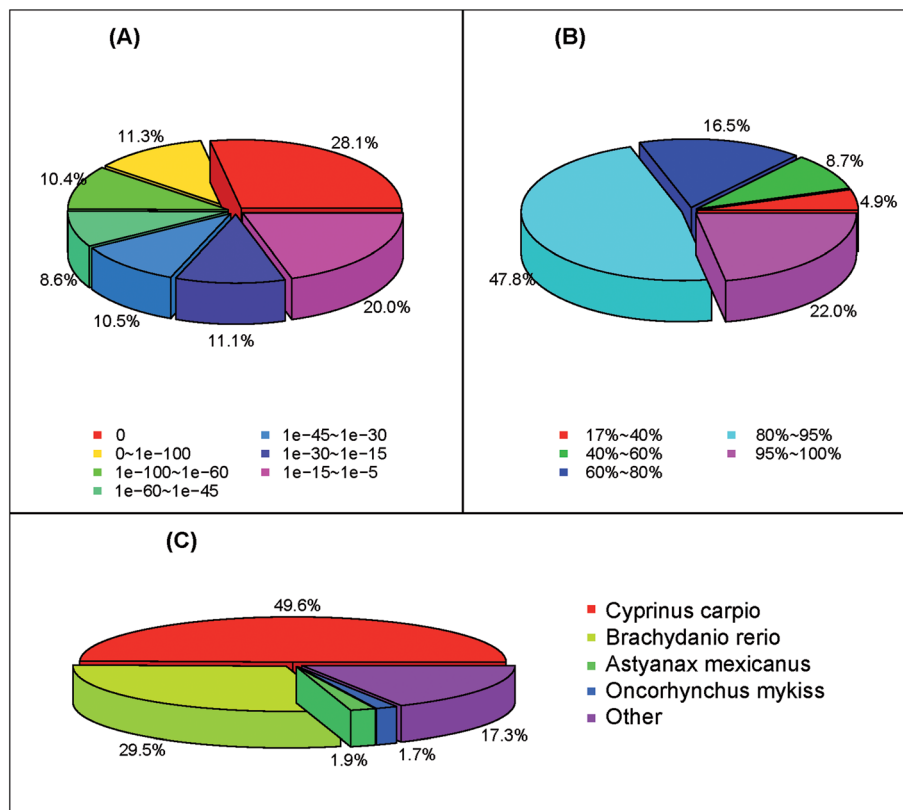 (A)
11.3%
28.1%
10.4%
8.6%
10.5%
11.1%
20.0%
0
0~1e−100
1e−100~1e−60
1e−60~1e−45
1e−45~1e−30
1e−30~1e−15
1e−15~1e−5
(B)
16.5%
8.7%
4.9%
47.8%
22.0%
17%~40%
40%~60%
60%~80%
80%~95%
95%~100%
(C)
49.6%
29.5%
1.9%
1.7%
17.3%
Cyprinus carpio
Brachydanio rerio
Astyanax mexicanus
Oncorhynchus mykiss
Other